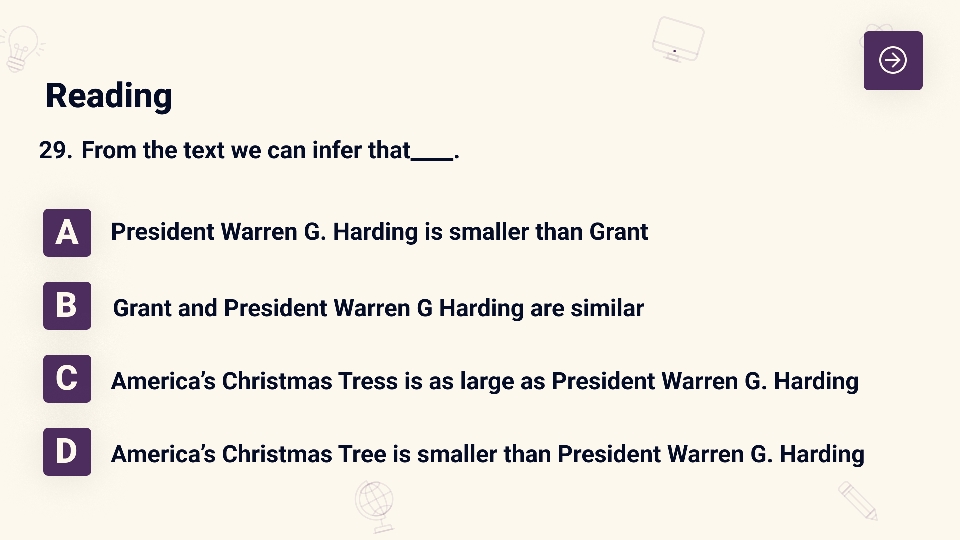 Reading
29. From the text we can infer that____.
A President Warren G. Harding is smaller than Grant
B Grant and President Warren G Harding are similar
C America’s Christmas Tress is as large as President Warren G. Harding
D America’s Christmas Tree is smaller than President Warren G. Harding